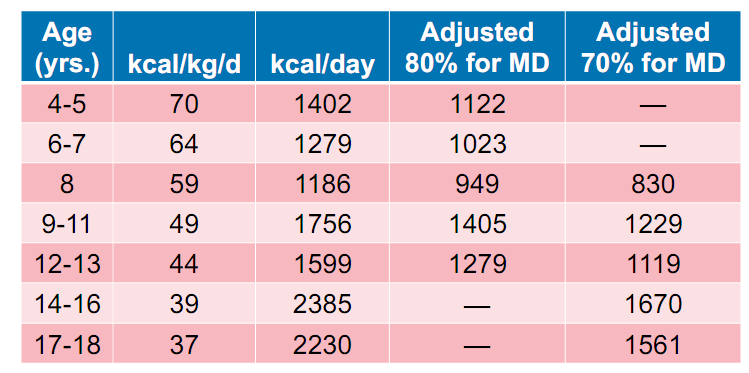 Age (yrs.) kcal/kg/d kcal/day Adjusted 80% for MD Adjusted 70% for MD
4-5 70 1402 1122 —
6-7 64 1279 1023 —
8 59 1186 949 830
9-11 49 1756 1405 1229
12-13 44 1599 1279 1119
14-16 39 2385 — 1670
17-18 37 2230 — 1561